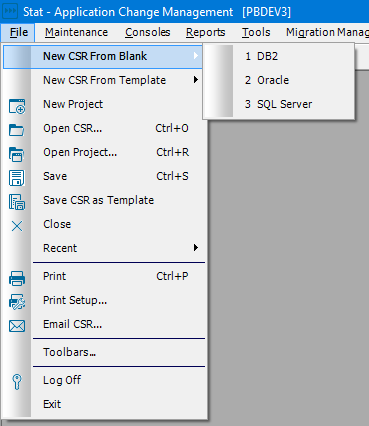 Stat - Application Change Management [PBDEV3]
File Maintenance Consoles Reports Tools Migration Manag
New CSR From Blank
1 DB2
New CSR From Template
2 Oracle
New Project
3 SQL Server
Open CSR... Ctrl+O
Open Project... Ctrl+R
Save Ctrl+S
Save CSR as Template
Close
Recent
Print Ctrl+P
Print Setup...
Email CSR...
Toolbars...
Log Off
Exit